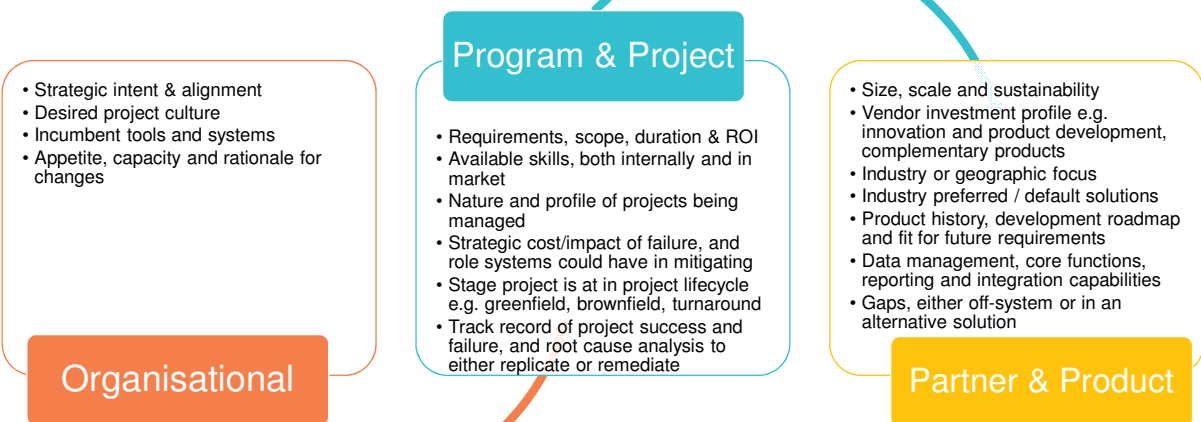 • Strategic intent & alignment
• Desired project culture
• Incumbent tools and systems
• Appetite, capacity and rationale for
changes
Organisational
Program & Project
• Requirements, scope, duration & ROI
• Available skills, both internally and in
market
• Nature and profile of projects being
managed
• Strategic cost/impact of failure, and
role systems could have in mitigating
• Stage project is at in project lifecycle
e.g. greenfield, brownfield, turnaround
• Track record of project success and
failure, and root cause analysis to
either replicate or remediate
• Size, scale and sustainability
• Vendor investment profile e.g.
innovation and product development,
complementary products
• Industry or geographic focus
• Industry preferred / default solutions
• Product history, development roadmap
and fit for future requirements
• Data management, core functions,
reporting and integration capabilities
• Gaps, either off-system or in an
alternative solution
Partner & Product